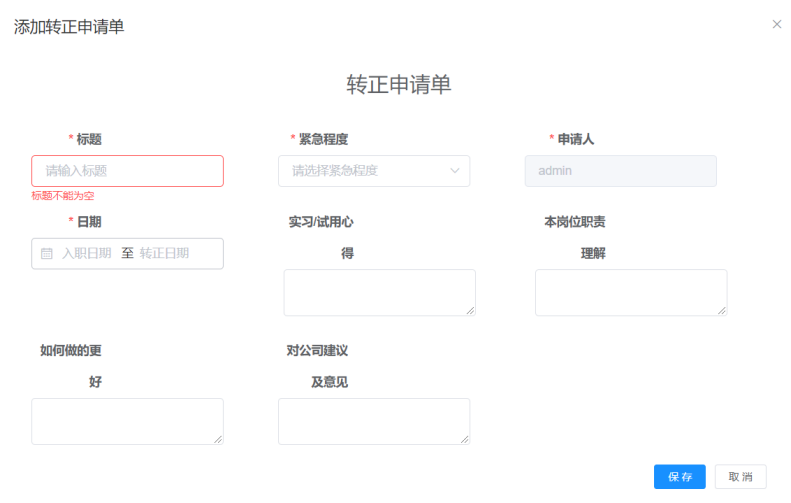 添加转正申请单
转正申请单
* 标题
* 紧急程度
* 申请人
请输入标题
请选择紧急程度
admin
标题不能为空
* 日期
实习/试用心
得
本岗位职责
理解
入职日期 至 转正日期
如何做的更
好
对公司建议
及意见
保存
取消